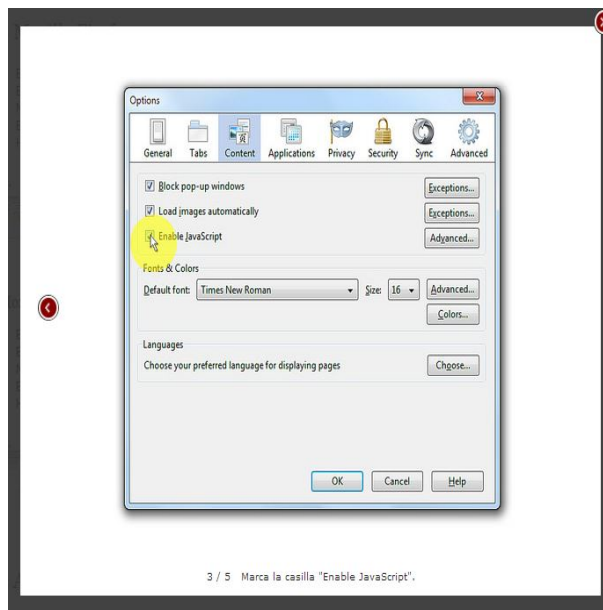 Options
General Tabs Content Applications Privacy Security Sync Advanced
Block pop-up windows Exceptions...
Load images automatically Exceptions...
Enable JavaScript Advanced...
Fonts & Colors
Default font: Times New Roman Size: 16 Advanced...
Colors...
Languages
Choose your preferred language for displaying pages Choose...
OK Cancel Help
3 / 5 Marca la casilla "Enable JavaScript".